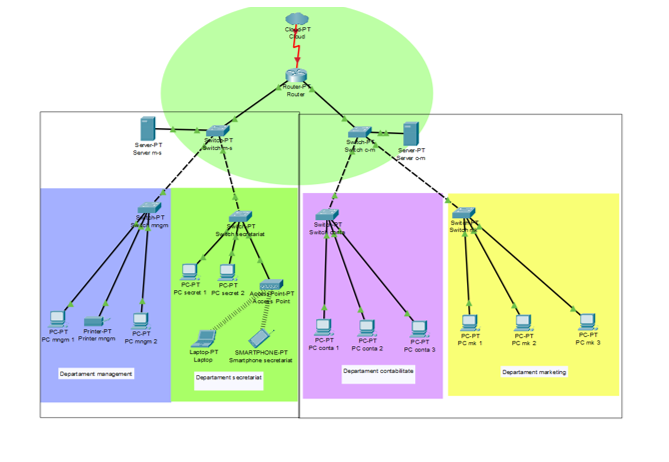 Cloud-PT
Cloud
Router-PT
Router
Server-PT
Server m-s
Switch-PT
Switch m-s
Switch-PT
Switch c-m
Server-PT
Server c-m
Switch-PT
Switch mngm
Switch-PT
Switch secretariat
Switch-PT
Switch conta
Switch-PT
PC-PT
PC mngm 1
Printer-PT
Printer mngm
PC-PT
PC mngm 2
PC-PT
PC secret 1
PC-PT
PC secret 2
Access Point-PT
Access Point
Laptop-PT
Laptop
SMARTPHONE-PT
Smartphone secretariat
PC-PT
PC conta 1
PC-PT
PC conta 2
PC-PT
PC conta 3
PC-PT
PC mk 1
PC-PT
PC mk 2
PC-PT
PC mk 3
Departament management
Departament secretariat
Departament contabilitate
Departament marketing